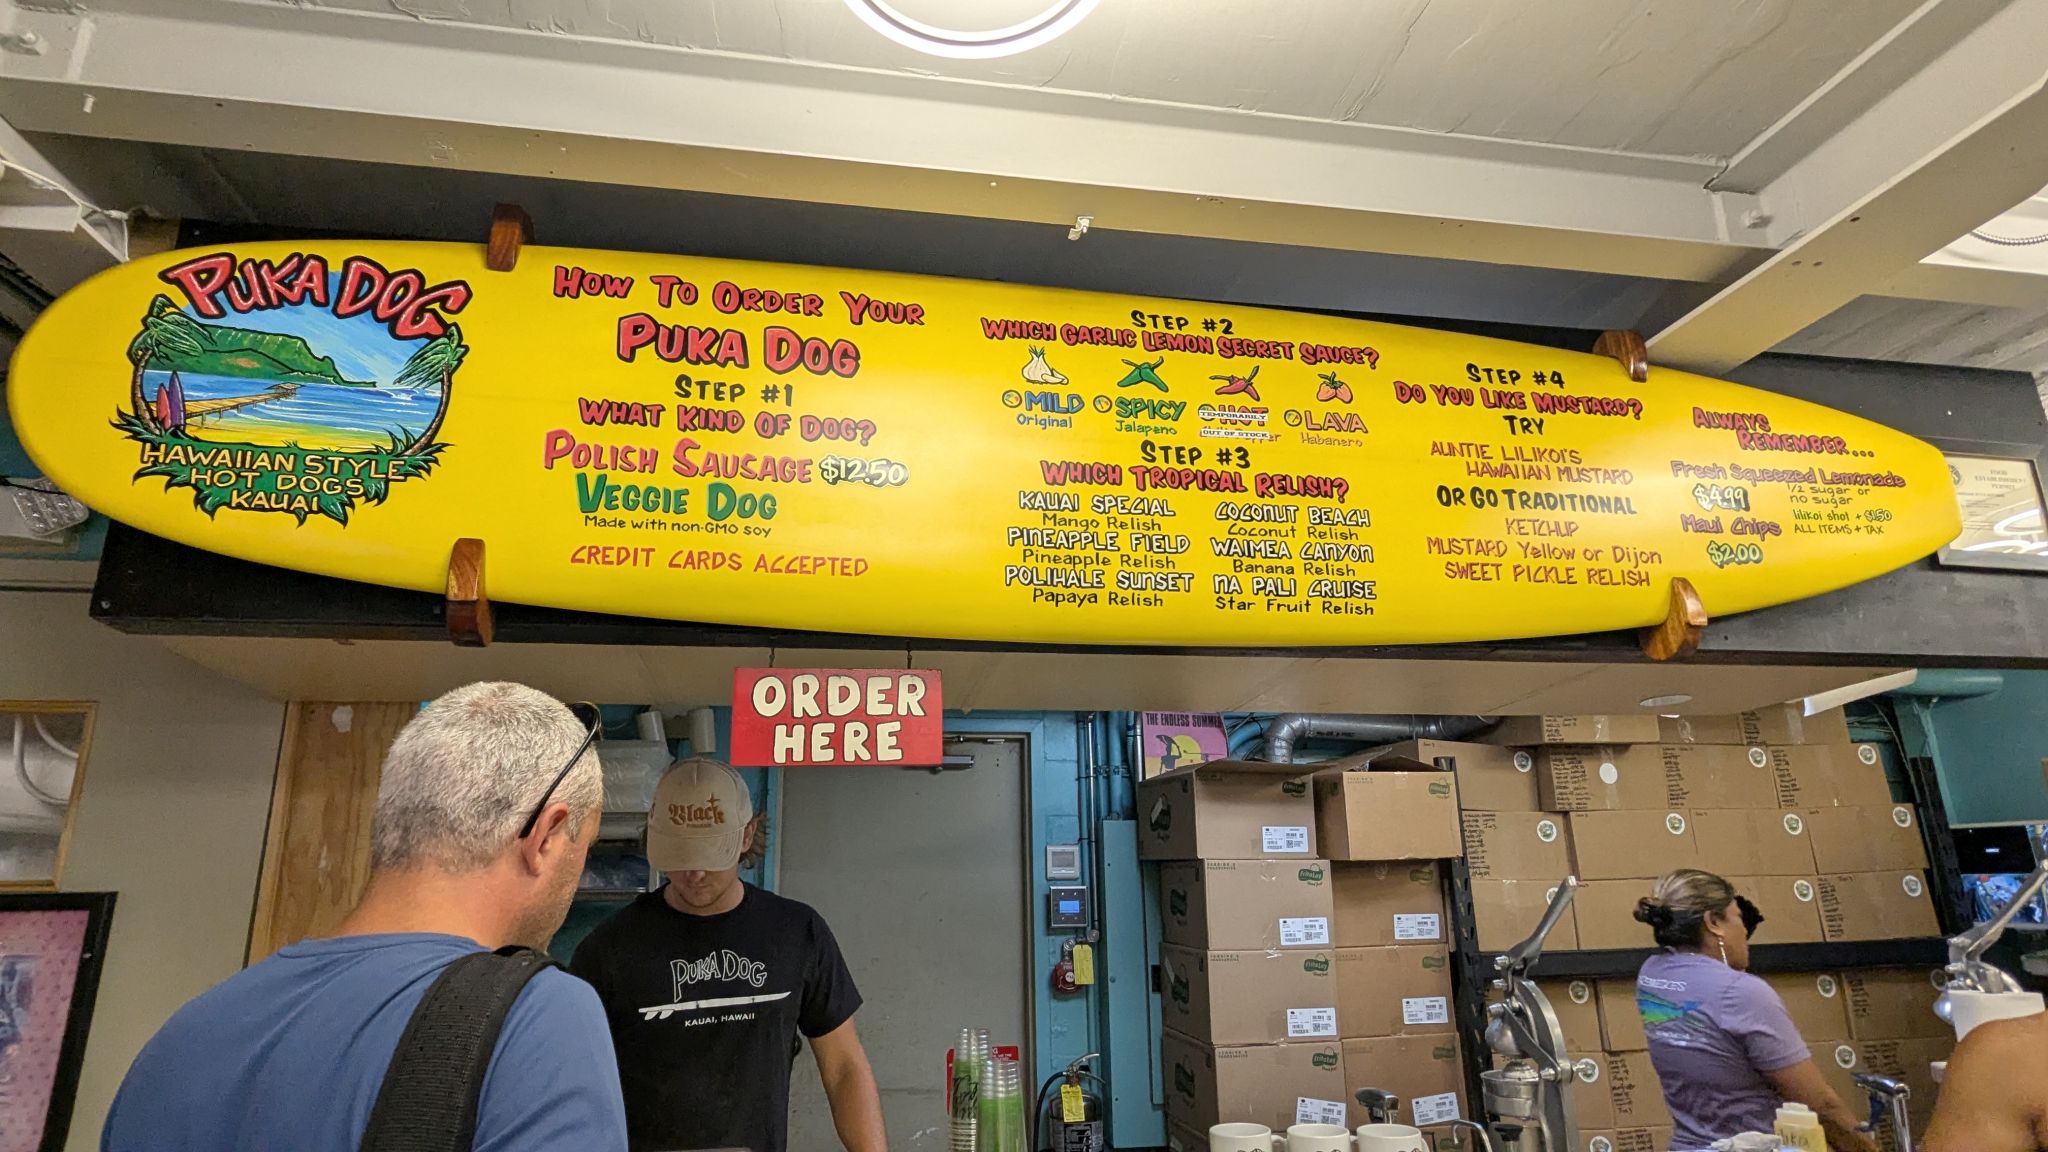 PUKA DOG
HAWAIIAN STYLE
HOT DOGS
KAUAI
HOW TO ORDER YOUR
PUKA DOG
STEP #1
WHAT KIND OF DOG?
POLISH SAUSAGE $12.50
VEGGIE DOG
Made with non-GMO soy
CREDIT CARDS ACCEPTED
STEP #2
WHICH GARLIC LEMON SECRET SAUCE?
MILD
Original
SPICY
Jalapeno
HOT
TEMPORARILY
OUT OF STOCK
LAVA
Habanero
STEP #3
WHICH TROPICAL RELISH?
KAUAI SPECIAL
Mango Relish
PINEAPPLE FIELD
Pineapple Relish
POLIHALE SUNSET
Papaya Relish
COCONUT BEACH
Coconut Relish
WAIMEA CANYON
Banana Relish
NA PALI CRUISE
Star Fruit Relish
STEP #4
DO YOU LIKE MUSTARD?
TRY
AUNTIE LILIKOI'S
HAWAIIAN MUSTARD
OR GO TRADITIONAL
KETCHUP
MUSTARD Yellow or Dijon
SWEET PICKLE RELISH
ALWAYS
REMEMBER...
Fresh Squeezed Lemonade
$4.99
1/2 sugar or
no sugar
lilikoi shot + $1.50
ALL ITEMS + TAX
Maui Chips
$2.00
FOOD
ESTABLISHMENT
PERMIT
ORDER
HERE
THE ENDLESS SUMMER
Black
PUKA DOG
KAUAI, HAWAII